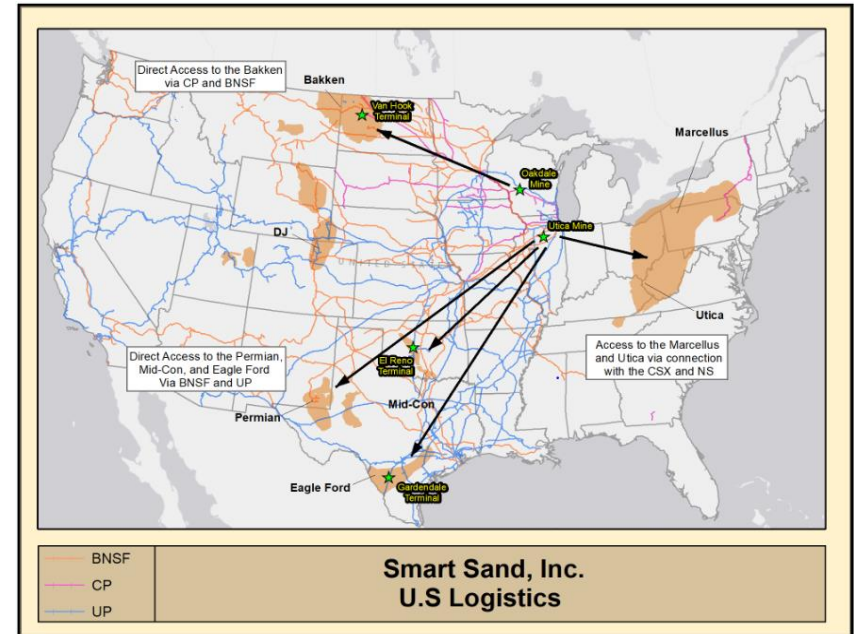 Direct Access to the Bakken
via CP and BNSF
Bakken
Van Hook
Terminal
Marcellus
Oakdale
Mine
Utica Mine
DJ
UNITED STATES
Utica
Direct Access to the Permian,
Mid-Con, and Eagle Ford
Via BNSF and UP
El Reno
Terminal
Access to the Marcellus
and Utica via connection
with the CSX and NS
Mid-Con
Permian
Eagle Ford
Gardendale
Terminal
BNSF
CP
UP
Smart Sand, Inc.
U.S Logistics